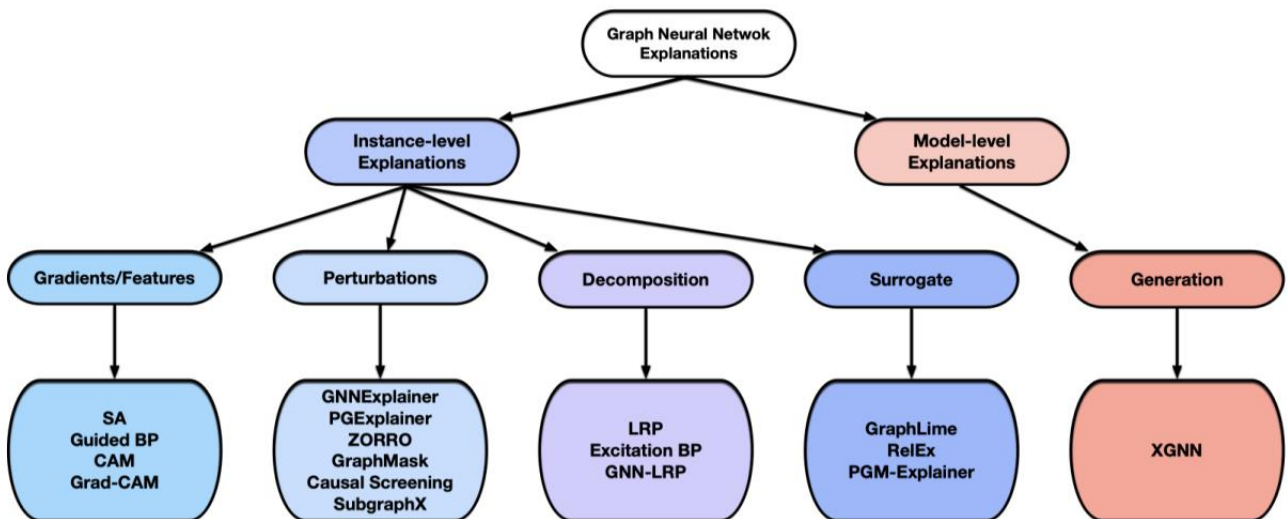 Graph Neural Netwok
Explanations
Instance-level
Explanations
Model-level
Explanations
Gradients/Features
Perturbations
Decomposition
Surrogate
Generation
SA
Guided BP
CAM
Grad-CAM
GNNExplainer
PGExplainer
ZORRO
GraphMask
Causal Screening
SubgraphX
LRP
Excitation BP
GNN-LRP
GraphLime
RelEx
PGM-Explainer
XGNN